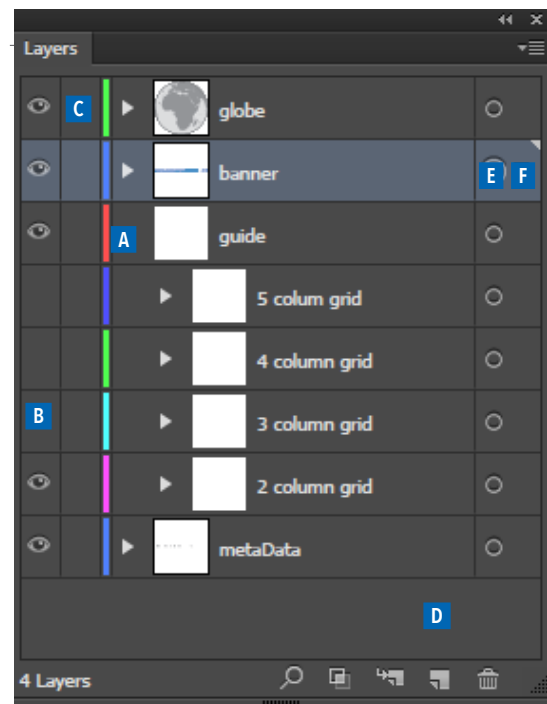 Layers
C globe
banner E F
A guide
5 colum grid
4 column grid
B 3 column grid
2 column grid
metaData
D
4 Layers